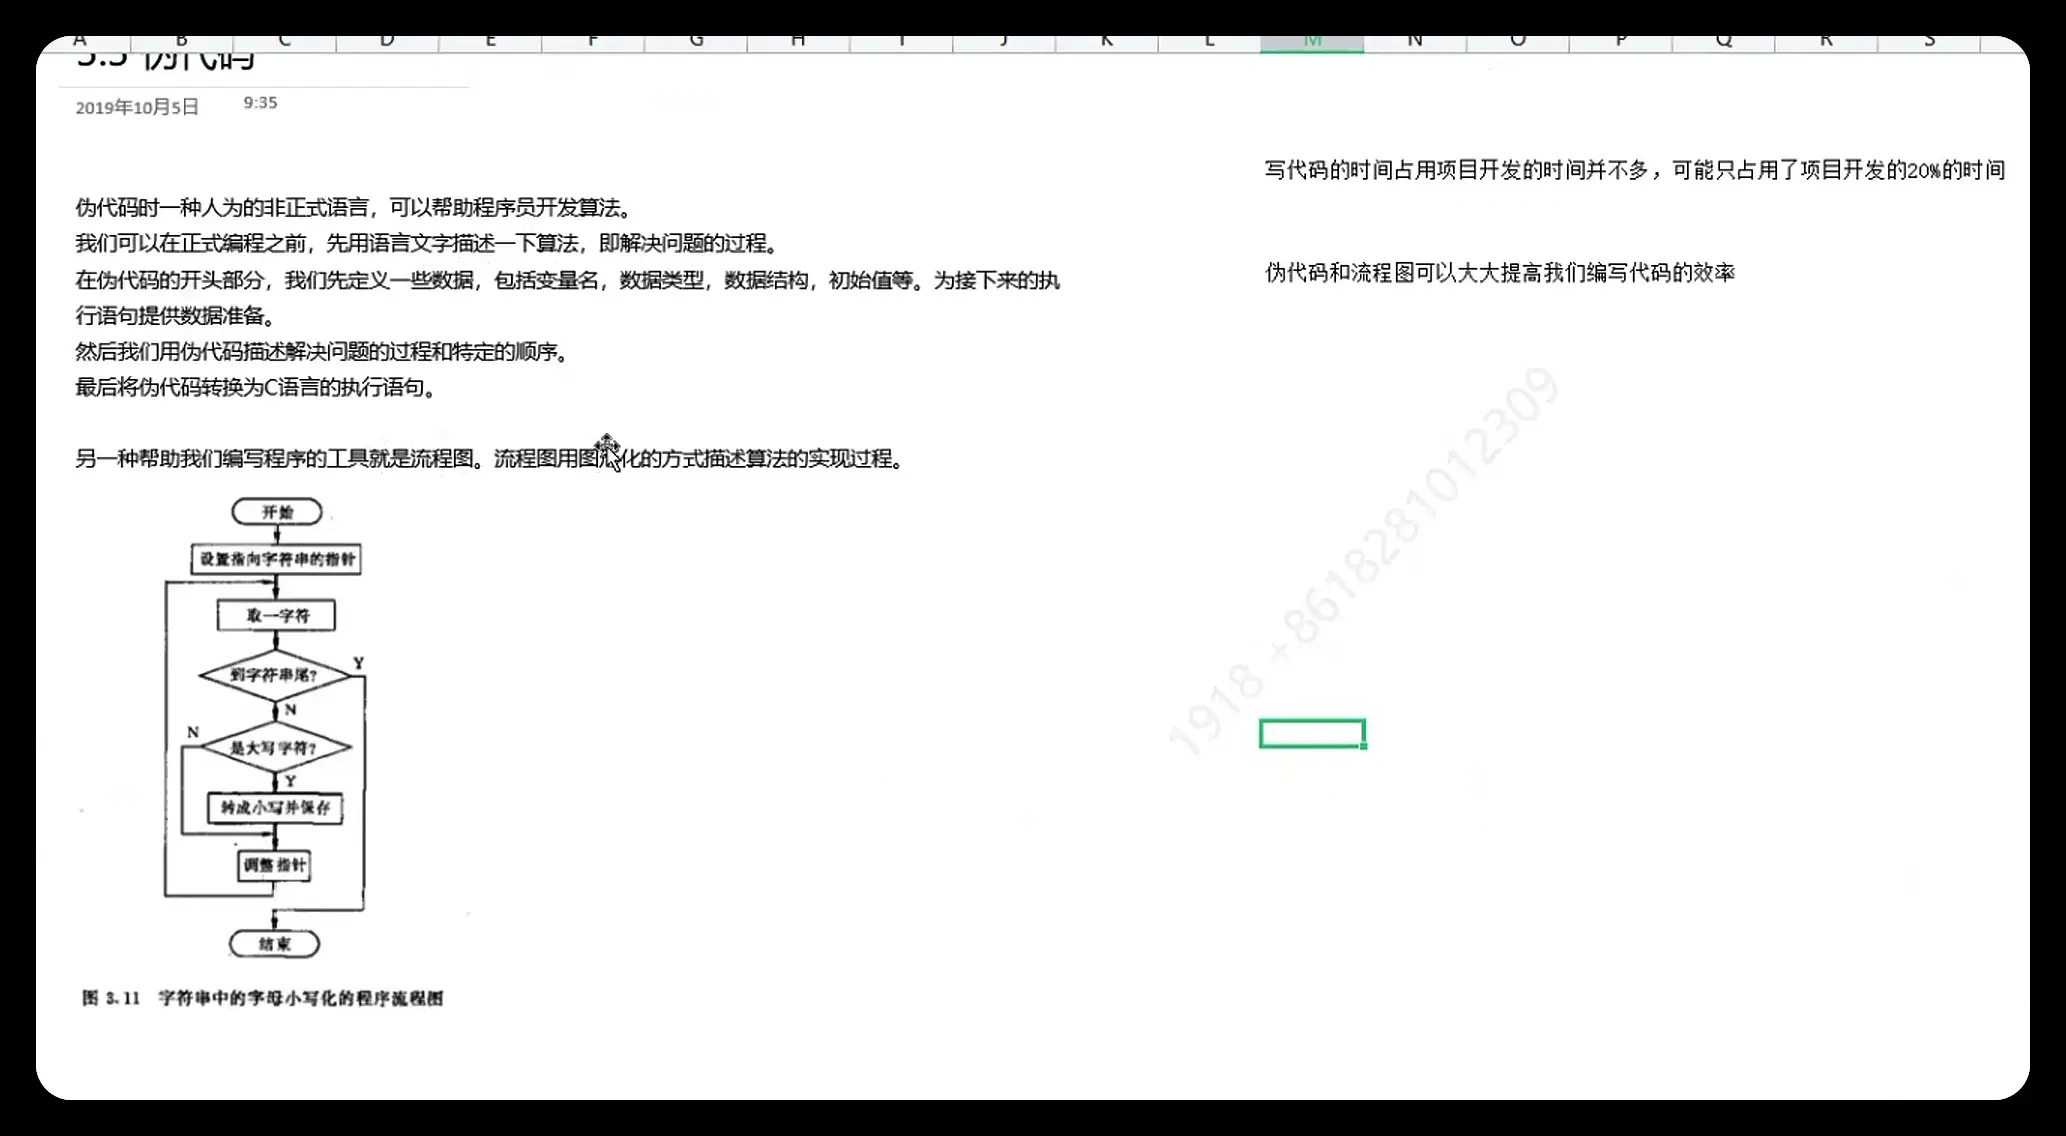 A B C D E F G H I J K L M N O P Q R S
3.3 伪代码
2019年10月5日 9:35
伪代码时一种人为的非正式语言，可以帮助程序员开发算法。
我们可以在正式编程之前，先用语言文字描述一下算法，即解决问题的过程。
在伪代码的开头部分，我们先定义一些数据，包括变量名，数据类型，数据结构，初始值等。为接下来的执
行语句提供数据准备。
然后我们用伪代码描述解决问题的过程和特定的顺序。
最后将伪代码转换为C语言的执行语句。
另一种帮助我们编写程序的工具就是流程图。流程图用图形化的方式描述算法的实现过程。
开始
设置指向字符串的指针
取一字符
到字符串尾?
Y
N
是大写字符?
N
Y
转成小写并保存
调整指针
结束
图 3.11 字符串中的字母小写化的程序流程图
写代码的时间占用项目开发的时间并不多，可能只占用了项目开发的20%的时间
伪代码和流程图可以大大提高我们编写代码的效率
1918 +8618281012309